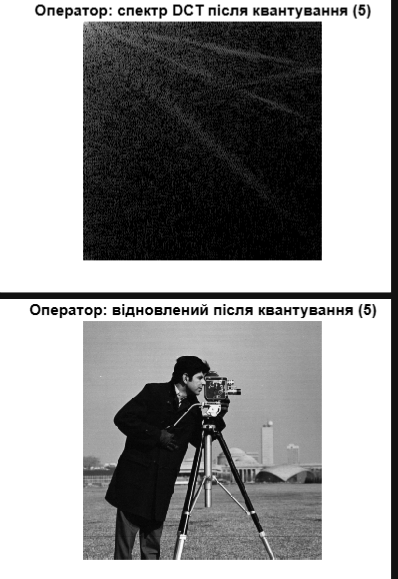 Оператор: спектр DCT після квантування (5)
Оператор: відновлений після квантування (5)